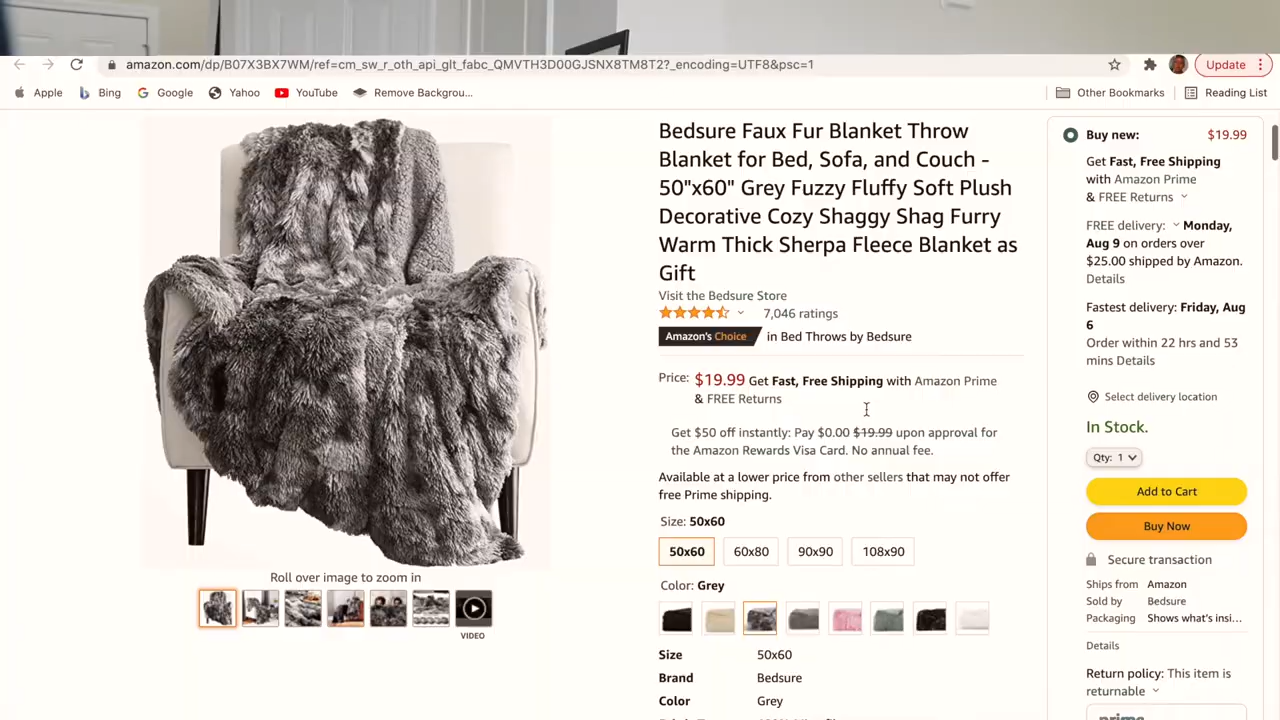 amazon.com/dp/B07X3BX7WM/ref=cm_sw_r_oth_api_glt_fabc_QMVTH3D00GJSNX8TM8T2?_encoding=UTF8&psc=1
Update
Apple
Bing
Google
Yahoo
YouTube
Remove Backgrou...
Other Bookmarks
Reading List
Roll over image to zoom in
VIDEO
Bedsure Faux Fur Blanket Throw
Blanket for Bed, Sofa, and Couch -
50"x60" Grey Fuzzy Fluffy Soft Plush
Decorative Cozy Shaggy Shag Furry
Warm Thick Sherpa Fleece Blanket as
Gift
Visit the Bedsure Store
7,046 ratings
Amazon's Choice in Bed Throws by Bedsure
Price: $19.99 Get Fast, Free Shipping with Amazon Prime
& FREE Returns
Get $50 off instantly: Pay $0.00 $19.99 upon approval for
the Amazon Rewards Visa Card. No annual fee.
Available at a lower price from other sellers that may not offer
free Prime shipping.
Size: 50x60
50x60 60x80 90x90 108x90
Color: Grey
Size 50x60
Brand Bedsure
Color Grey
Buy new: $19.99
Get Fast, Free Shipping
with Amazon Prime
& FREE Returns
FREE delivery: Monday,
Aug 9 on orders over
$25.00 shipped by Amazon.
Details
Fastest delivery: Friday, Aug
6
Order within 22 hrs and 53
mins Details
Select delivery location
In Stock.
Qty: 1
Add to Cart
Buy Now
Secure transaction
Ships from Amazon
Sold by Bedsure
Packaging Shows what's insi...
Details
Return policy: This item is
returnable